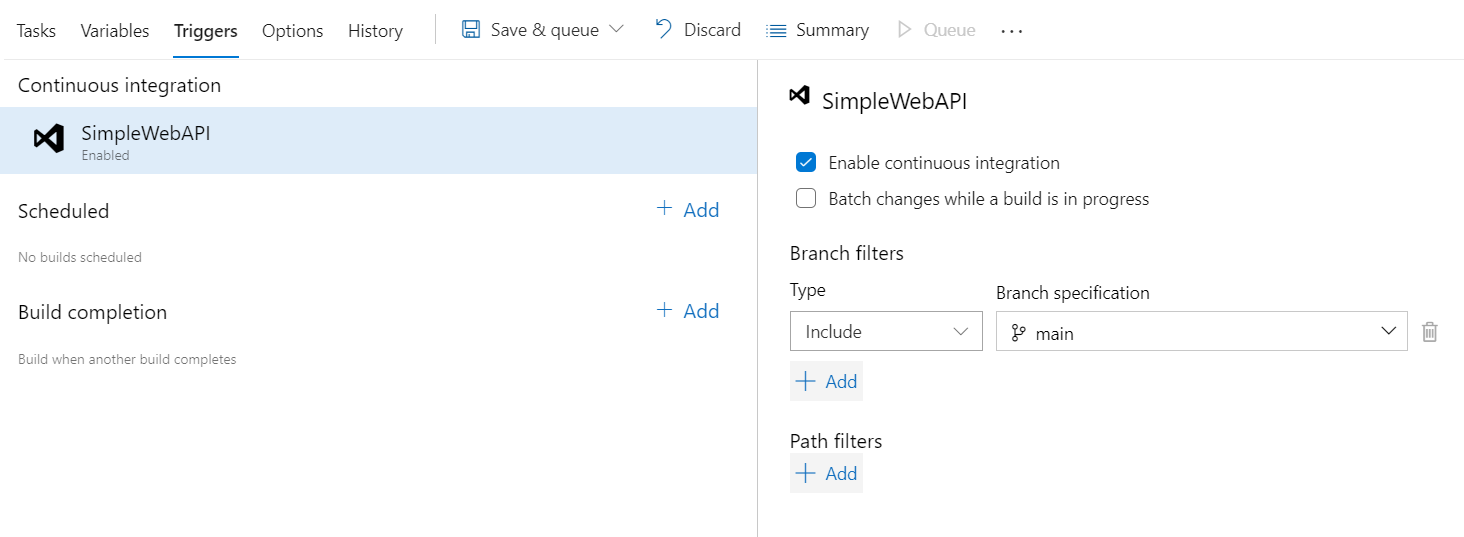 Tasks Variables Triggers Options History Save & queue Discard Summary Queue ...
Continuous integration
SimpleWebAPI
Enabled
Scheduled + Add
No builds scheduled
Build completion + Add
Build when another build completes
SimpleWebAPI
Enable continuous integration
Batch changes while a build is in progress
Branch filters
Type Branch specification
Include main
+ Add
Path filters
+ Add